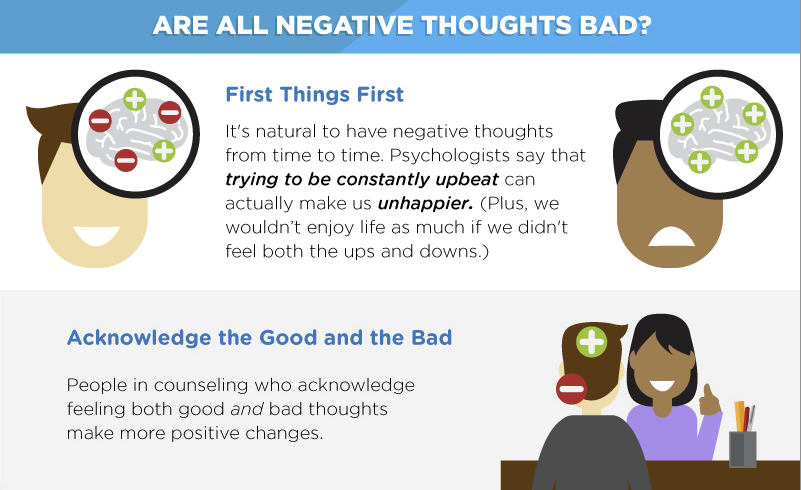 ARE ALL NEGATIVE THOUGHTS BAD?
First Things First
It's natural to have negative thoughts
from time to time. Psychologists say that
trying to be constantly upbeat can
actually make us unhappier. (Plus, we
wouldn’t enjoy life as much if we didn't
feel both the ups and downs.)
Acknowledge the Good and the Bad
People in counseling who acknowledge
feeling both good and bad thoughts
make more positive changes.